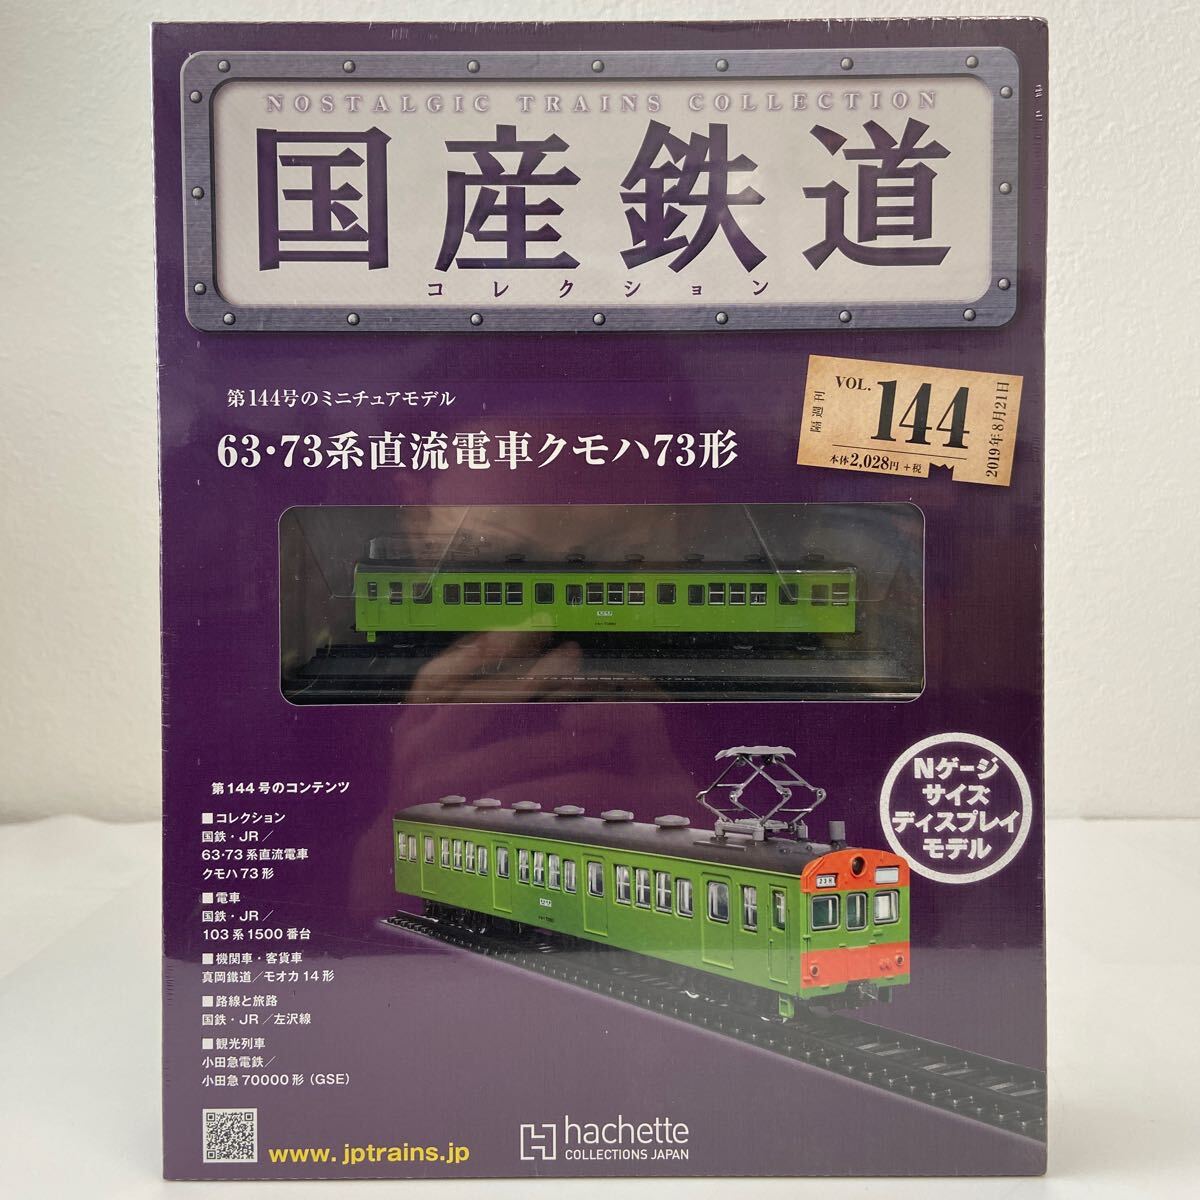 NOSTALGIC TRAINS COLLECTION
国産鉄道
コレクション
隔週刊
VOL. 144
本体2,028円+税
2019年8月21日
第144号のミニチュアモデル
63・73系直流電車クモハ73形
Nゲージ
サイズ
ディスプレイ
モデル
第144号のコンテンツ
■コレクション
国鉄・JR/
63・73系直流電車
クモハ73形
■電車
国鉄・JR/
103系1500番台
■機関車・客貨車
真岡鐵道/モオカ14形
■路線と旅路
国鉄・JR/左沢線
■観光列車
小田急電鉄/
小田急70000形(GSE)
www.jptrains.jp
hachette
COLLECTIONS JAPAN